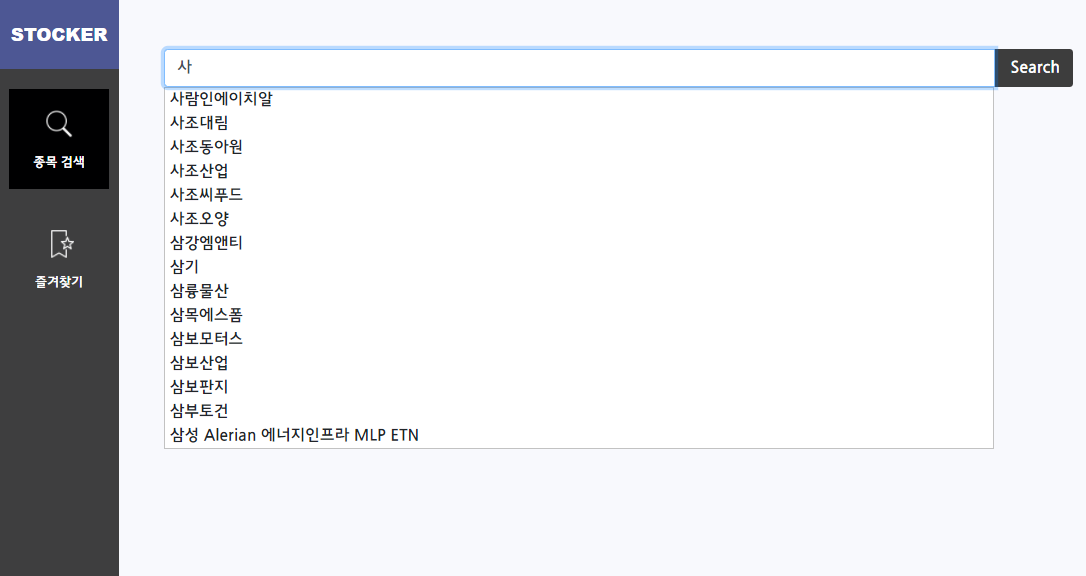 STOCKER
종목 검색
즐겨찾기
사
Search
사람인에이치알
사조대림
사조동아원
사조산업
사조씨푸드
사조오양
삼강엠앤티
삼기
삼륭물산
삼목에스폼
삼보모터스
삼보산업
삼보판지
삼부토건
삼성 Alerian 에너지인프라 MLP ETN